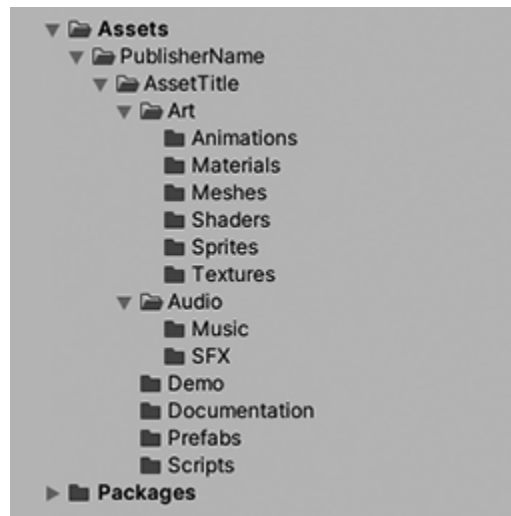 Assets
PublisherName
AssetTitle
Art
Animations
Materials
Meshes
Shaders
Sprites
Textures
Audio
Music
SFX
Demo
Documentation
Prefabs
Scripts
Packages